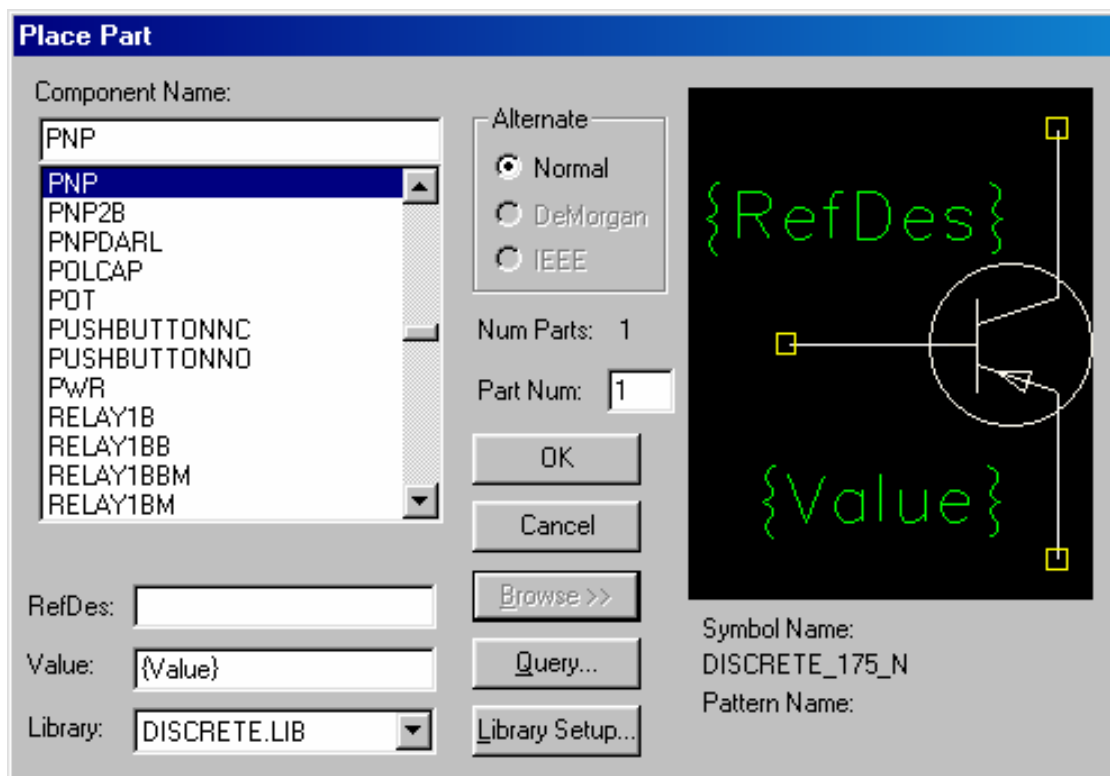 Place Part
Component Name:
PNP
PNP
PNP2B
PNPDARL
POLCAP
POT
PUSHBUTTONNC
PUSHBUTTONNO
PWR
RELAY1B
RELAY1BB
RELAY1BBM
RELAY1BM
RefDes:
Value: {Value}
Library: DISCRETE.LIB
Alternate
Normal
DeMorgan
IEEE
Num Parts: 1
Part Num: 1
OK
Cancel
Browse >>
Query...
Library Setup...
{RefDes}
{Value}
Symbol Name:
DISCRETE_175_N
Pattern Name: